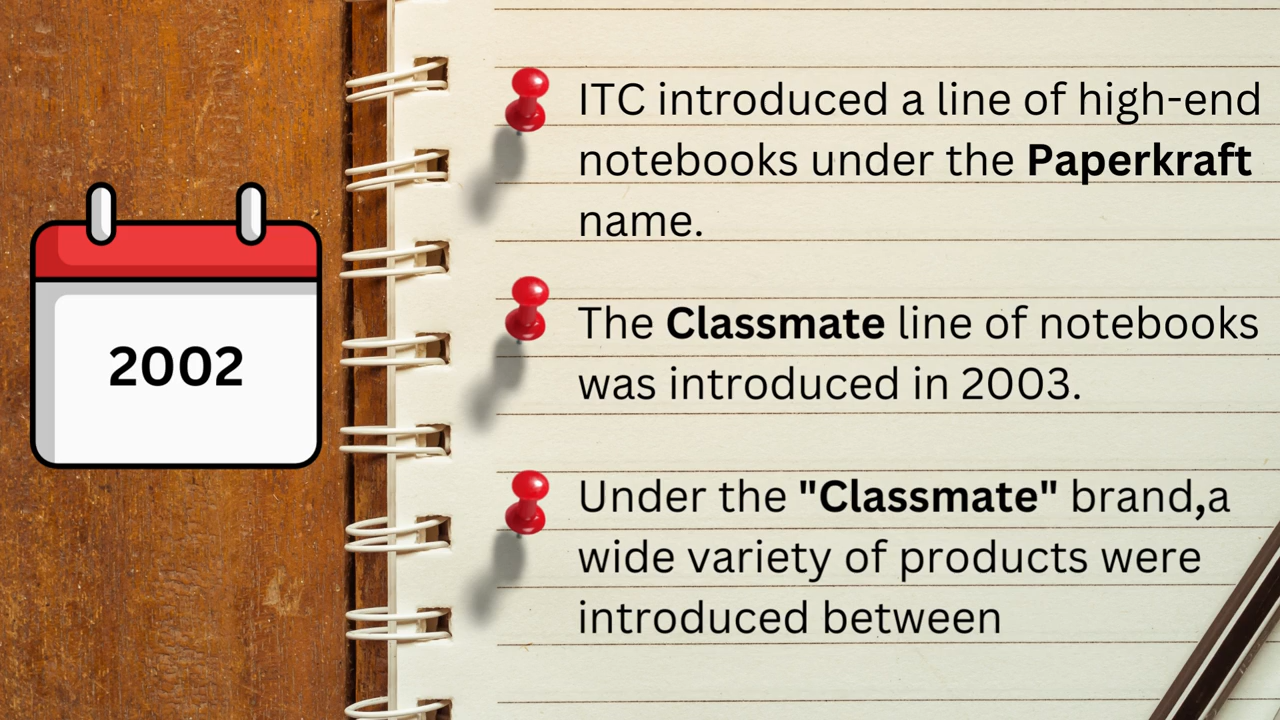 2002
ITC introduced a line of high-end
notebooks under the Paperkraft
name.
The Classmate line of notebooks
was introduced in 2003.
Under the "Classmate" brand,a
wide variety of products were
introduced between